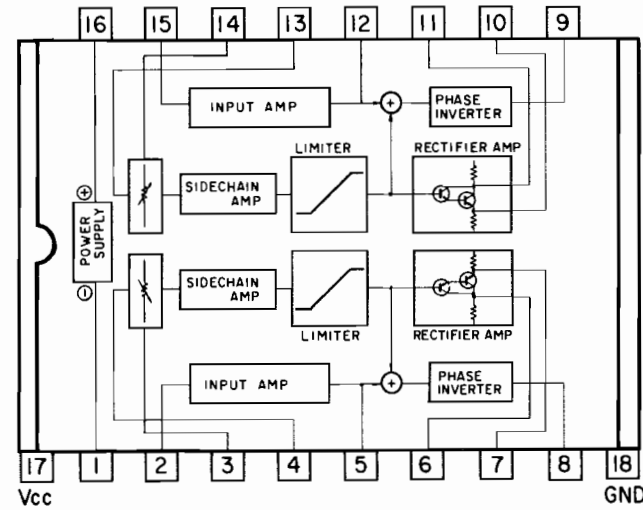 16 15 14 13 12 11 10 9
INPUT AMP
+
PHASE
INVERTER
LIMITER
RECTIFIER AMP
SIDECHAIN
AMP
+
POWER
SUPPLY
−
SIDECHAIN
AMP
LIMITER
RECTIFIER AMP
INPUT AMP
+
PHASE
INVERTER
17 1 2 3 4 5 6 7 8 18
Vcc
GND